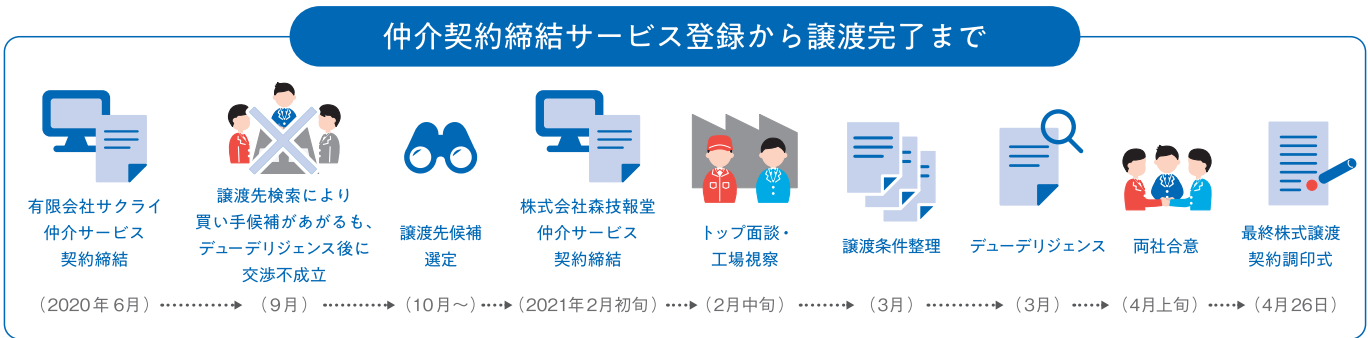 仲介契約締結サービス登録から譲渡完了まで
有限会社サクライ
仲介サービス
契約締結
(2020年6月)
譲渡先検索により
買い手候補があがるも、
デューデリジェンス後に
交渉不成立
(9月)
譲渡先候補
選定
(10月〜)
株式会社森技報堂
仲介サービス
契約締結
(2021年2月初旬)
トップ面談・
工場視察
(2月中旬)
譲渡条件整理
(3月)
デューデリジェンス
(3月)
両社合意
(4月上旬)
最終株式譲渡
契約調印式
(4月26日)